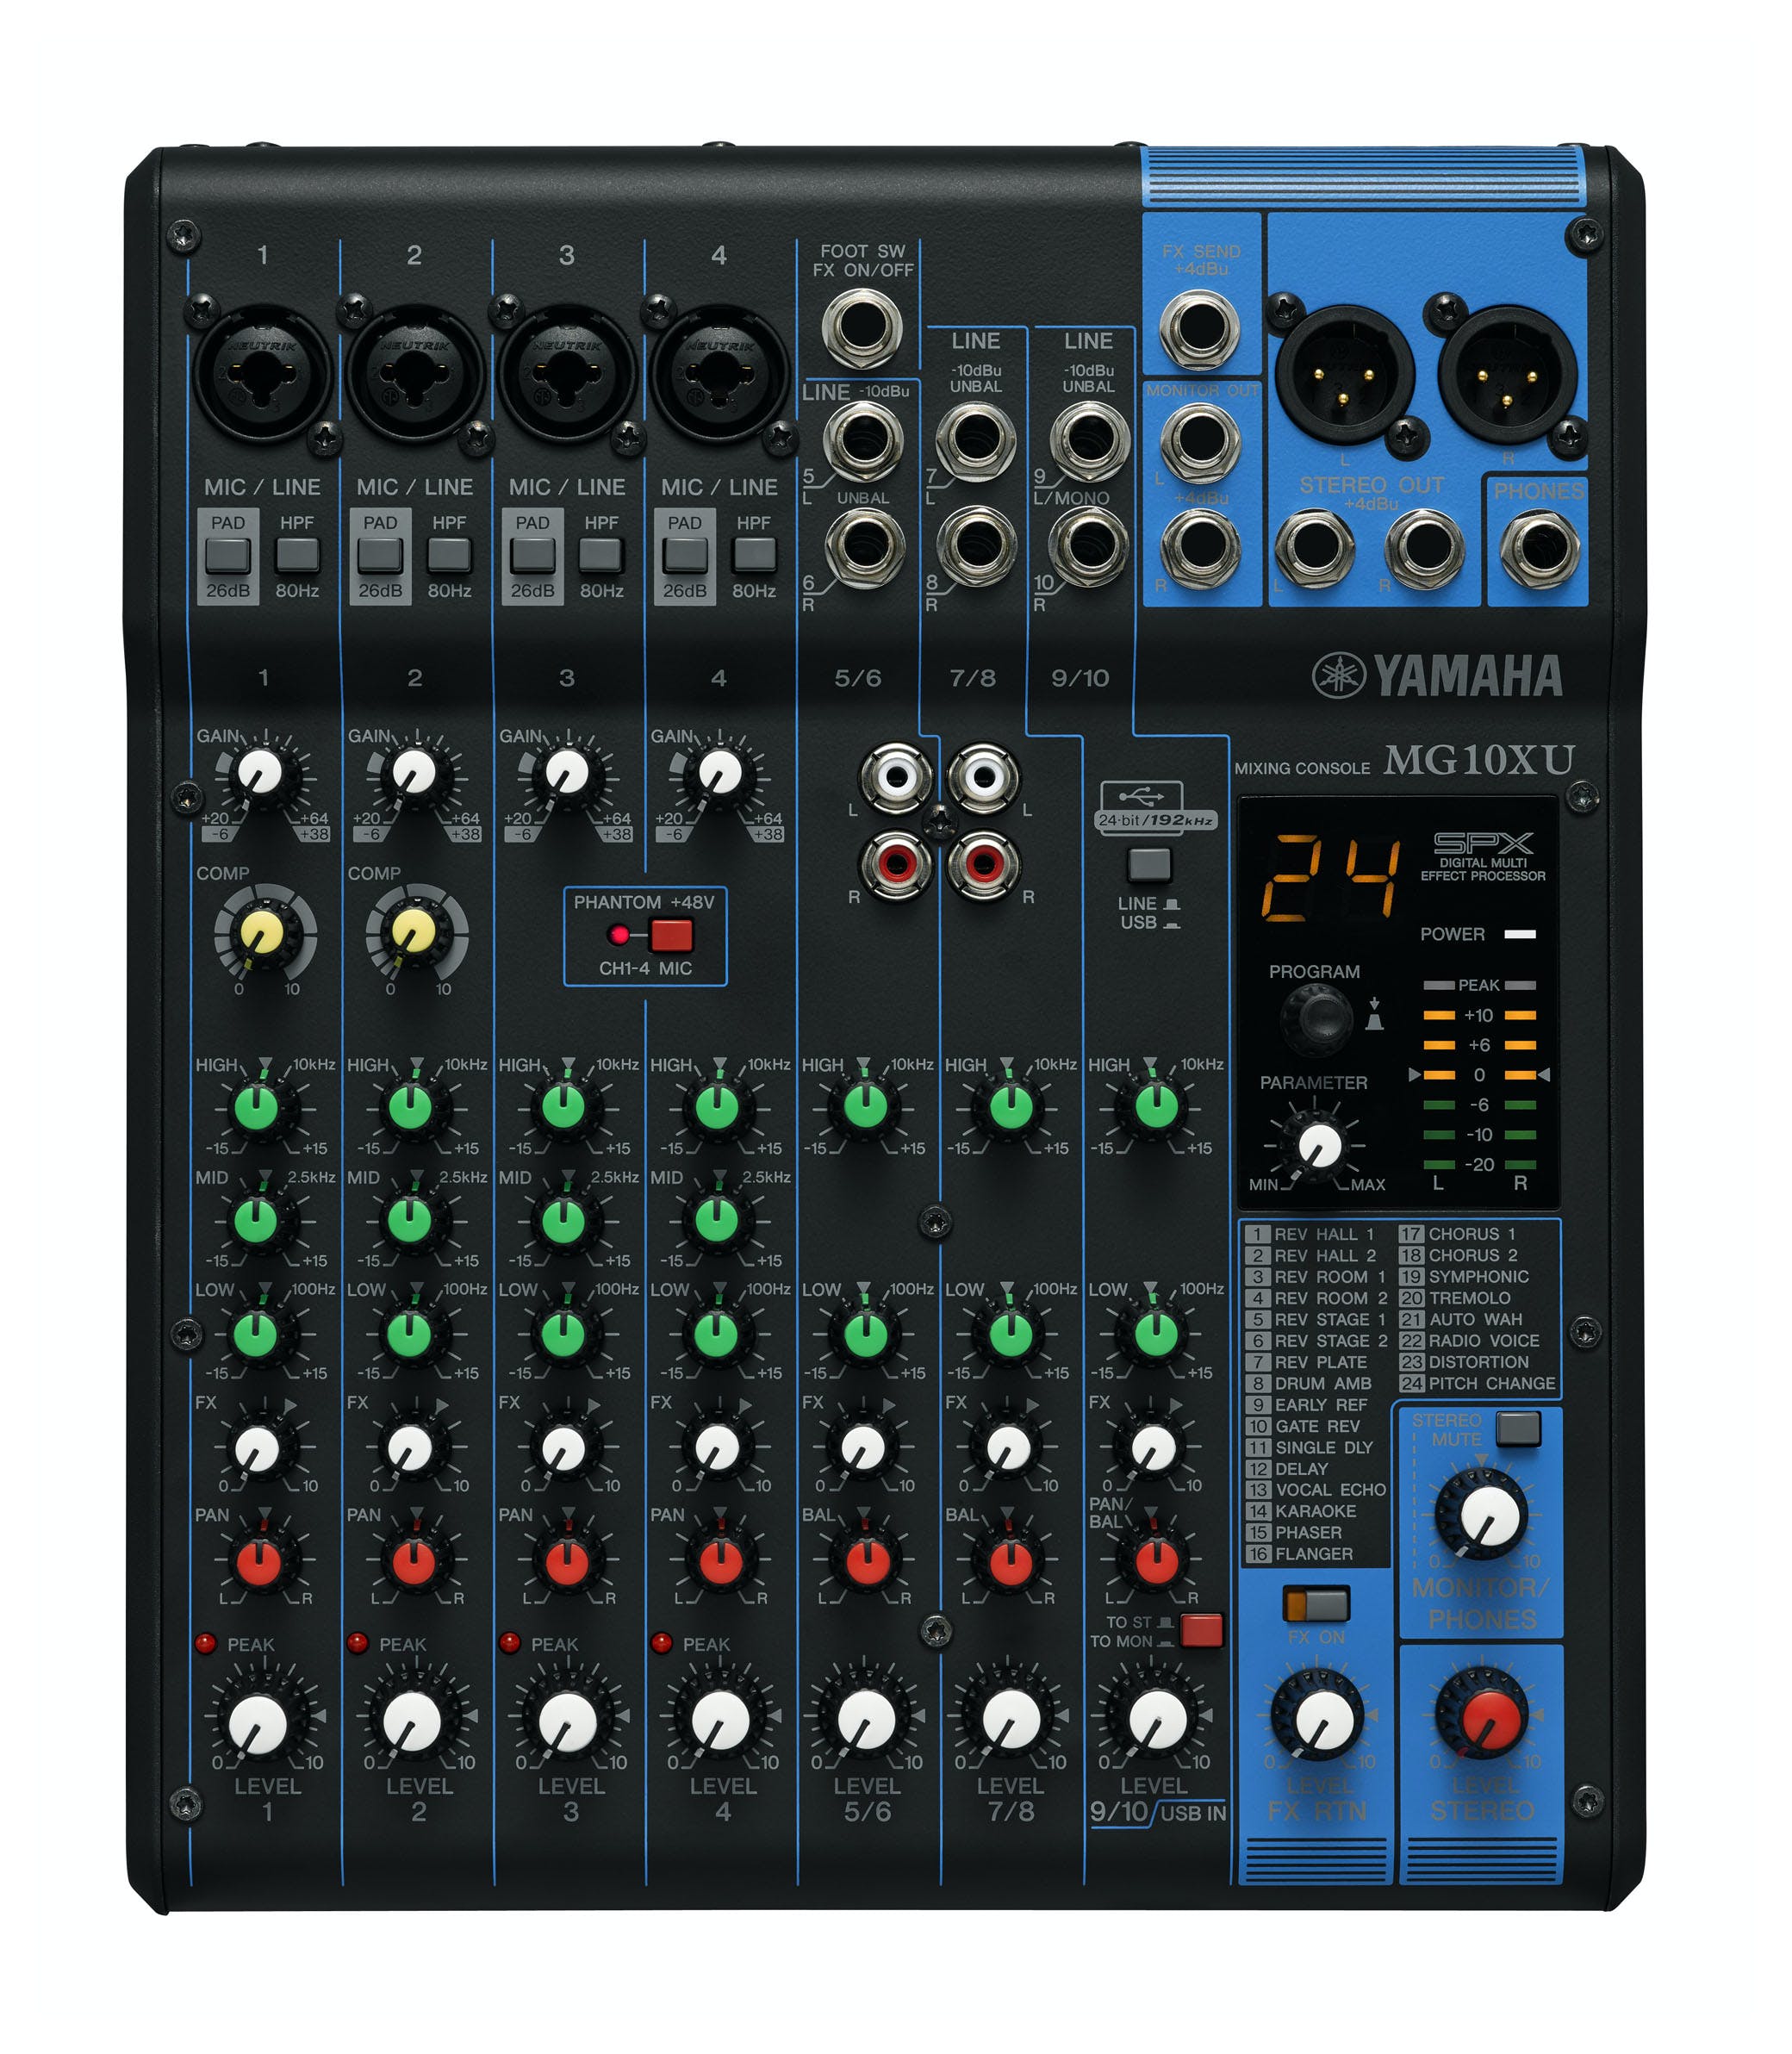 1 2 3 4
FOOT SW
FX ON/OFF
FX SEND
+4dBu
NEUTRIK NEUTRIK NEUTRIK NEUTRIK
LINE
-10dBu
UNBAL
LINE
-10dBu
UNBAL
LINE -10dBu
MONITOR OUT
5
L
UNBAL
7
L
9
L/MONO
L
+4dBu
L R
STEREO OUT
+4dBu
PHONES
MIC / LINE MIC / LINE MIC / LINE MIC / LINE
PAD HPF PAD HPF PAD HPF PAD HPF
26dB 80Hz 26dB 80Hz 26dB 80Hz 26dB 80Hz
6
R
8
R
10
R
R
L R
1 2 3 4 5/6 7/8 9/10
YAMAHA
MIXING CONSOLE MG10XU
GAIN GAIN GAIN GAIN
+20 +64 +20 +64 +20 +64 +20 +64
-6 +38 -6 +38 -6 +38 -6 +38
L L
R R
24-bit/192kHz
LINE
USB
COMP COMP
0 10 0 10
PHANTOM +48V
CH1-4 MIC
24
SPX
DIGITAL MULTI
EFFECT PROCESSOR
POWER
PROGRAM
PEAK
+10
+6
0
-6
-10
-20
L R
PARAMETER
MIN MAX
HIGH 10kHz HIGH 10kHz HIGH 10kHz HIGH 10kHz HIGH 10kHz HIGH 10kHz HIGH 10kHz
-15 +15 -15 +15 -15 +15 -15 +15 -15 +15 -15 +15 -15 +15
MID 2.5kHz MID 2.5kHz MID 2.5kHz MID 2.5kHz
-15 +15 -15 +15 -15 +15 -15 +15
LOW 100Hz LOW 100Hz LOW 100Hz LOW 100Hz LOW 100Hz LOW 100Hz LOW 100Hz
-15 +15 -15 +15 -15 +15 -15 +15 -15 +15 -15 +15 -15 +15
FX FX FX FX FX FX FX
0 10 0 10 0 10 0 10 0 10 0 10 0 10
PAN PAN PAN PAN BAL BAL PAN/
BAL
L R L R L R L R L R L R L R
1 REV HALL 1
2 REV HALL 2
3 REV ROOM 1
4 REV ROOM 2
5 REV STAGE 1
6 REV STAGE 2
7 REV PLATE
8 DRUM AMB
9 EARLY REF
10 GATE REV
11 SINGLE DLY
12 DELAY
13 VOCAL ECHO
14 KARAOKE
15 PHASER
16 FLANGER
17 CHORUS 1
18 CHORUS 2
19 SYMPHONIC
20 TREMOLO
21 AUTO WAH
22 RADIO VOICE
23 DISTORTION
24 PITCH CHANGE
STEREO
MUTE
0 10
MONITOR/
PHONES
TO ST
TO MON
FX ON
PEAK PEAK PEAK PEAK
0 10 0 10 0 10 0 10 0 10 0 10 0 10 0 10 0 10
LEVEL LEVEL LEVEL LEVEL LEVEL LEVEL LEVEL LEVEL LEVEL
1 2 3 4 5/6 7/8 9/10 USB IN FX RTN STEREO